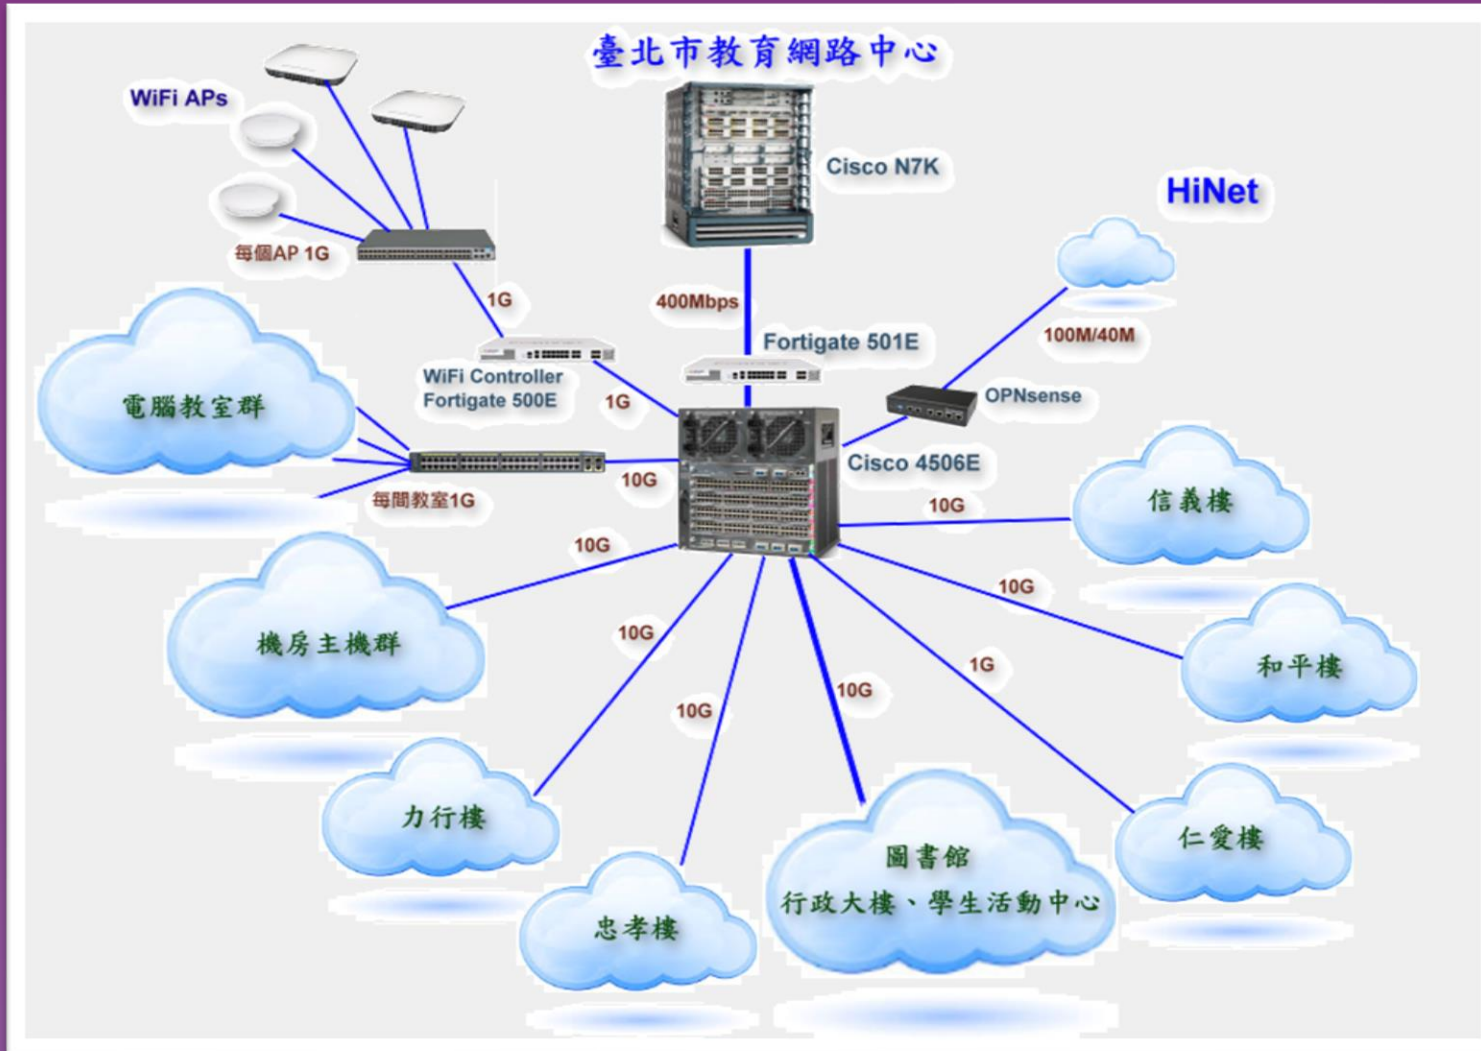 臺北市教育網路中心
WiFi APs
Cisco N7K
HiNet
每個AP 1G
1G
400Mbps
100M/40M
Fortigate 501E
WiFi Controller
Fortigate 500E
1G
OPNsense
電腦教室群
Cisco 4506E
10G
每間教室1G
10G
信義樓
10G
10G
機房主機群
10G
1G
和平樓
10G
10G
力行樓
仁愛樓
圖書館
行政大樓、學生活動中心
忠孝樓